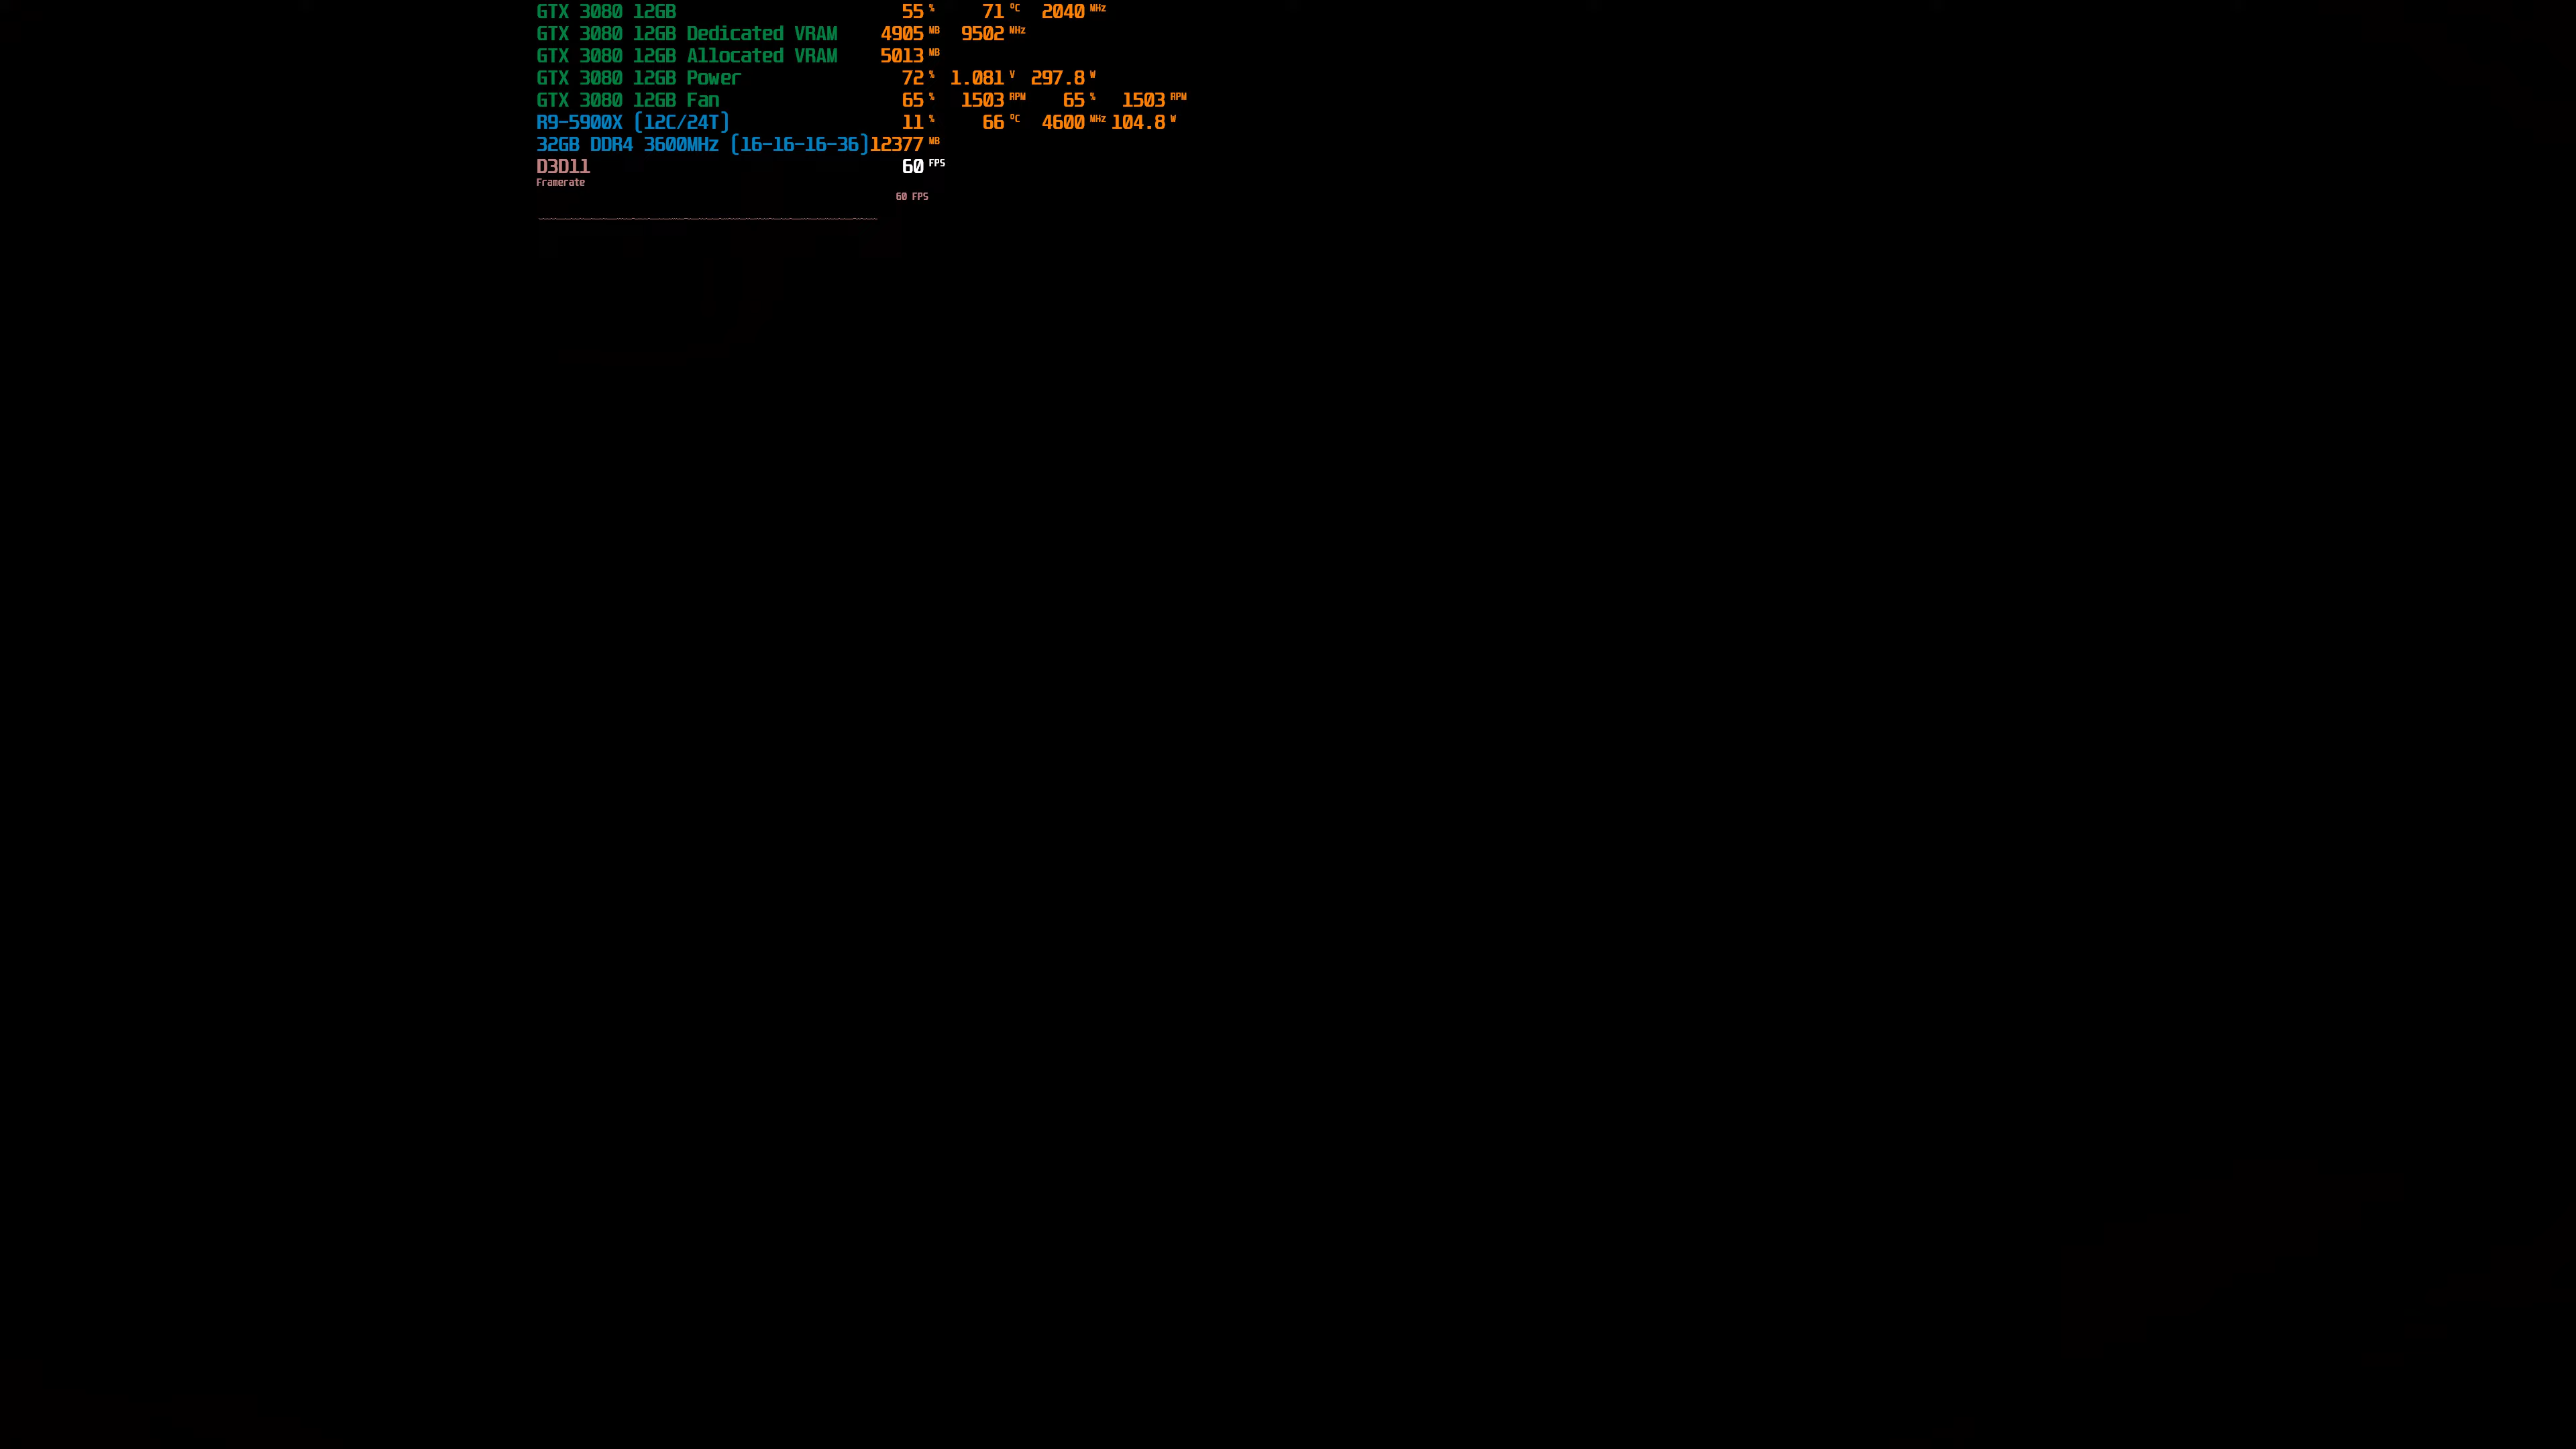 GTX 3080 12GB 55 % 71 °C 2040 MHz
GTX 3080 12GB Dedicated VRAM 4905 MB 9502 MHz
GTX 3080 12GB Allocated VRAM 5013 MB
GTX 3080 12GB Power 72 % 1.081 V 297.8 W
GTX 3080 12GB Fan 65 % 1503 RPM 65 % 1503 RPM
R9-5900X (12C/24T) 11 % 66 °C 4600 MHz 104.8 W
32GB DDR4 3600MHz (16-16-16-36) 12377 MB
D3D11 60 FPS
Framerate
60 FPS